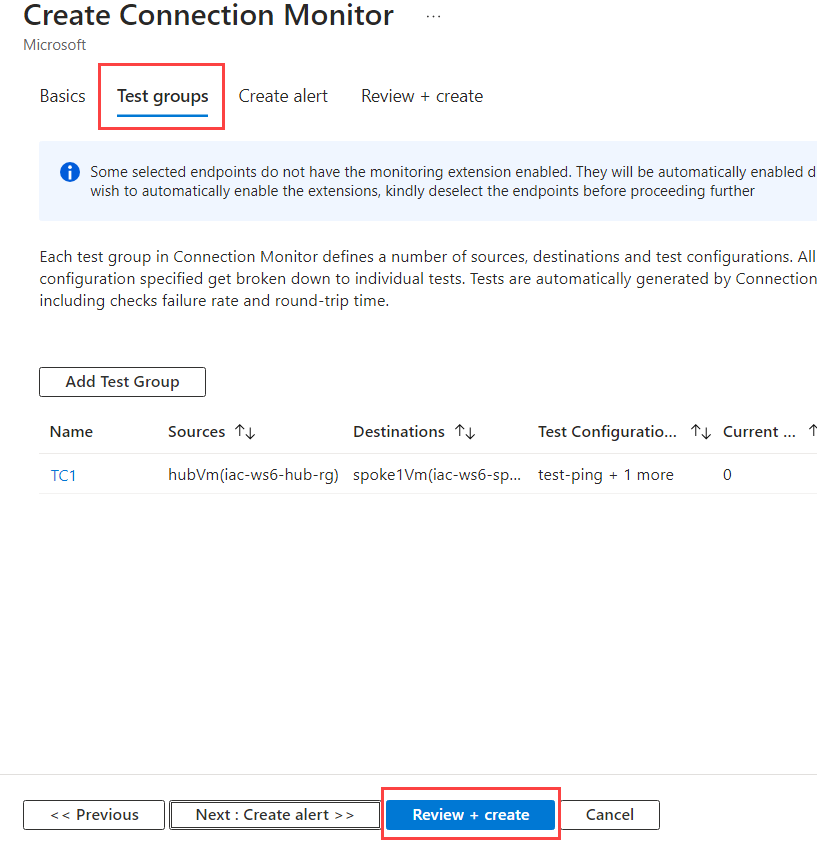 Create Connection Monitor ...
Microsoft
Basics Test groups Create alert Review + create
Some selected endpoints do not have the monitoring extension enabled. They will be automatically enabled d
wish to automatically enable the extensions, kindly deselect the endpoints before proceeding further
Each test group in Connection Monitor defines a number of sources, destinations and test configurations. All
configuration specified get broken down to individual tests. Tests are automatically generated by Connection
including checks failure rate and round-trip time.
Add Test Group
Name Sources ↑↓ Destinations ↑↓ Test Configuratio... ↑↓ Current ... ↑
TC1 hubVm(iac-ws6-hub-rg) spoke1Vm(iac-ws6-sp... test-ping + 1 more 0
<< Previous Next : Create alert >> Review + create Cancel